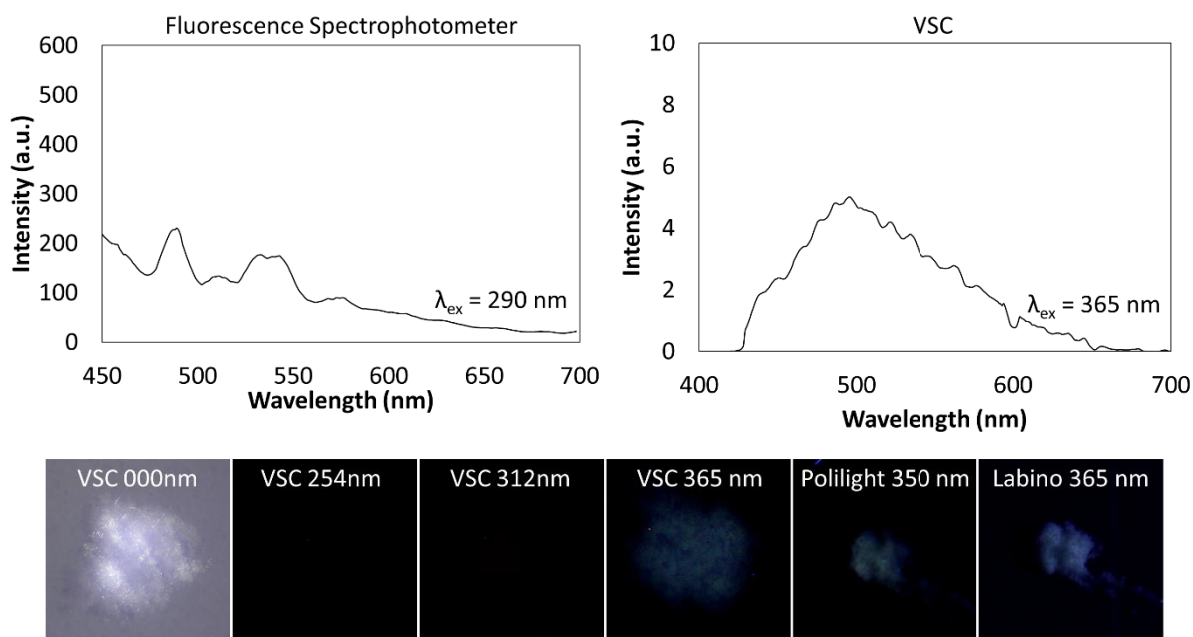 Fluorescence Spectrophotometer
600
500
400
300
200
100
0
Intensity (a.u.)
450 500 550 600 650 700
Wavelength (nm)
λex = 290 nm
VSC
10
8
6
4
2
0
Intensity (a.u.)
400 500 600 700
Wavelength (nm)
λex = 365 nm
VSC 000nm
VSC 254nm
VSC 312nm
VSC 365 nm
Polilight 350 nm
Labino 365 nm